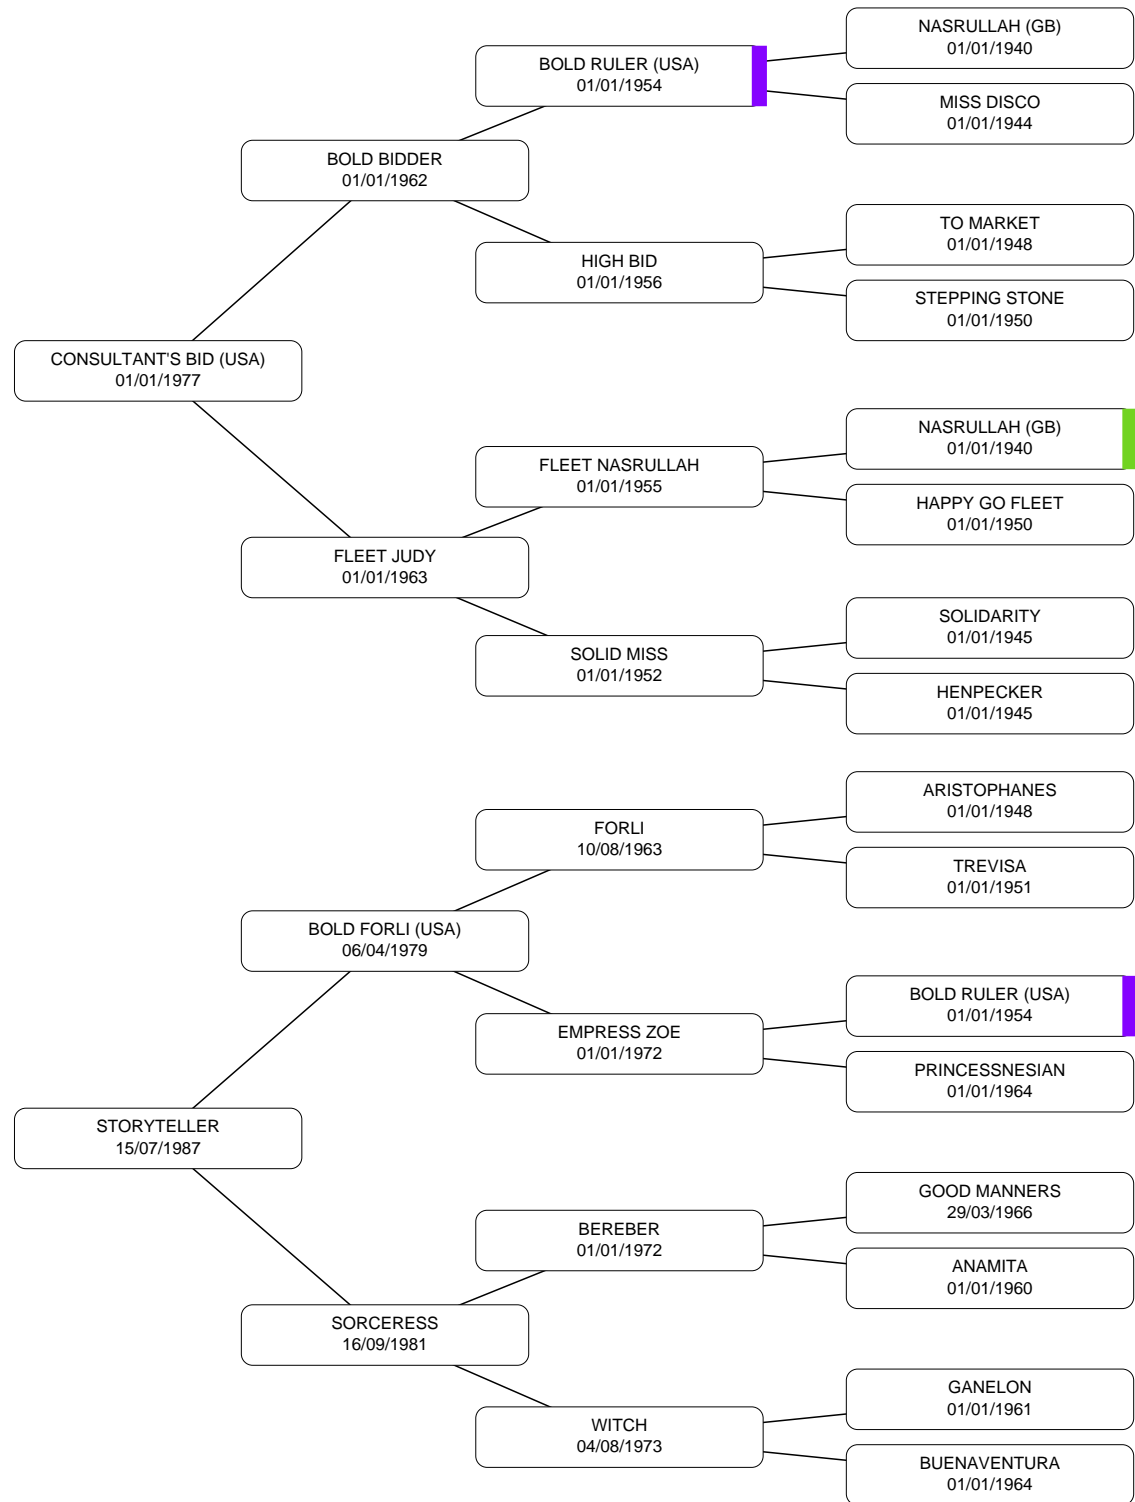 NASRULLAH (GB)
01/01/1940
BOLD RULER (USA)
01/01/1954
MISS DISCO
01/01/1944
BOLD BIDDER
01/01/1962
TO MARKET
01/01/1948
HIGH BID
01/01/1956
STEPPING STONE
01/01/1950
CONSULTANT'S BID (USA)
01/01/1977
NASRULLAH (GB)
01/01/1940
FLEET NASRULLAH
01/01/1955
HAPPY GO FLEET
01/01/1950
FLEET JUDY
01/01/1963
SOLIDARITY
01/01/1945
SOLID MISS
01/01/1952
HENPECKER
01/01/1945
ARISTOPHANES
01/01/1948
FORLI
10/08/1963
TREVISA
01/01/1951
BOLD FORLI (USA)
06/04/1979
BOLD RULER (USA)
01/01/1954
EMPRESS ZOE
01/01/1972
PRINCESSNESIAN
01/01/1964
STORYTELLER
15/07/1987
GOOD MANNERS
29/03/1966
BEREBER
01/01/1972
ANAMITA
01/01/1960
SORCERESS
16/09/1981
GANELON
01/01/1961
WITCH
04/08/1973
BUENAVENTURA
01/01/1964